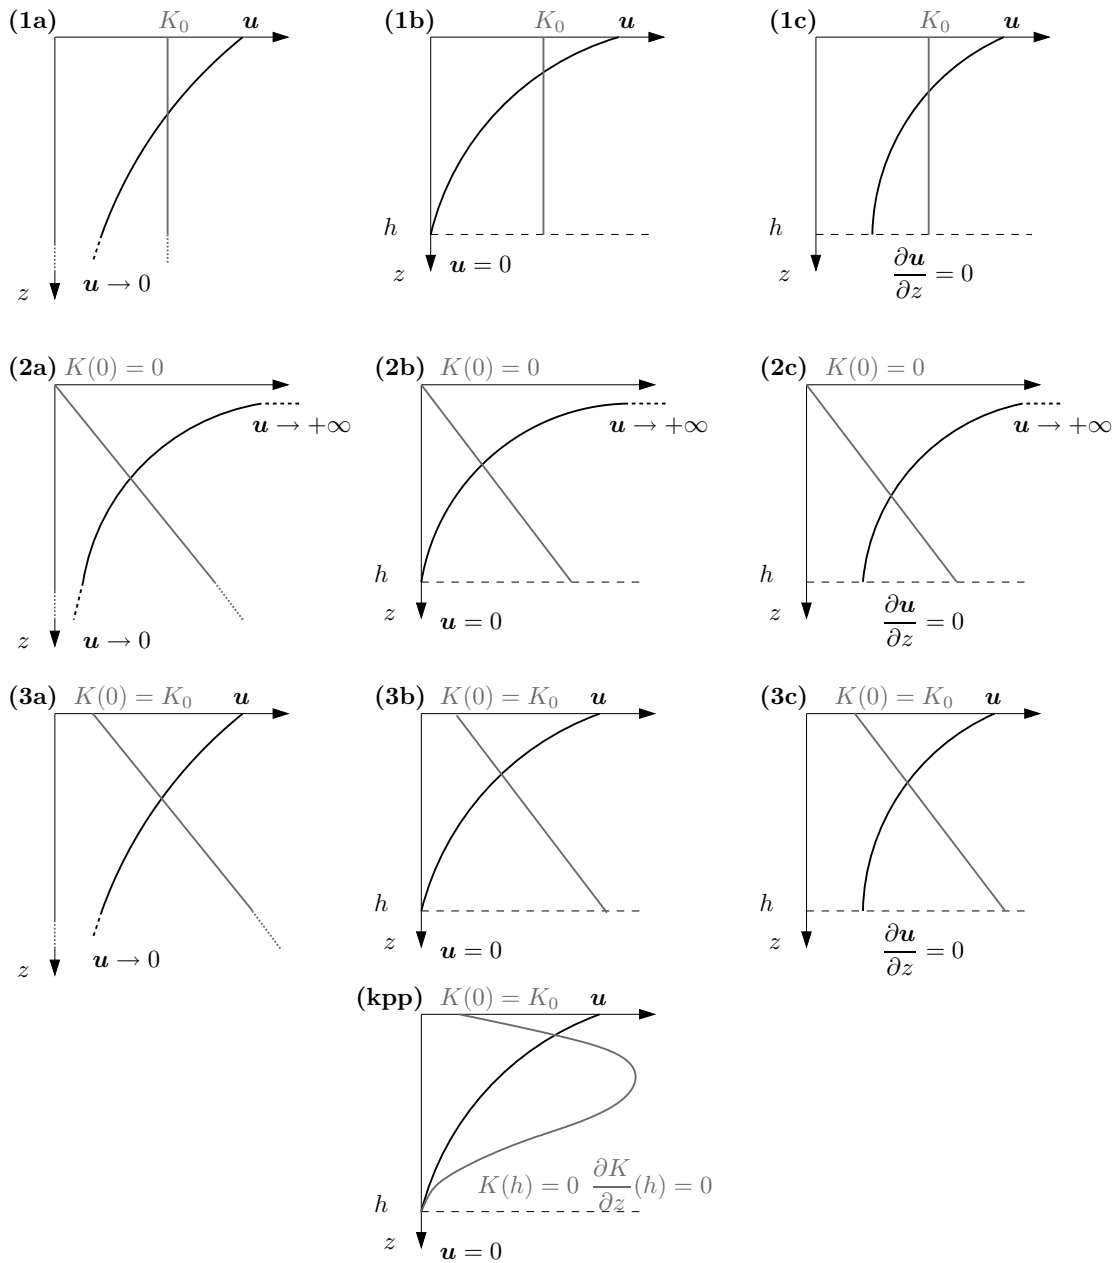 (1a) K₀ u
(1b) K₀ u
(1c) K₀ u
h
h
z
u → 0
z
u = 0
z
∂u/∂z = 0
(2a) K(0) = 0
(2b) K(0) = 0
(2c) K(0) = 0
u → +∞
u → +∞
u → +∞
h
h
z
u → 0
z
u = 0
z
∂u/∂z = 0
(3a) K(0) = K₀ u
(3b) K(0) = K₀ u
(3c) K(0) = K₀ u
h
h
z
u → 0
z
u = 0
z
∂u/∂z = 0
(kpp) K(0) = K₀ u
K(h) = 0 ∂K/∂z(h) = 0
h
z
u = 0